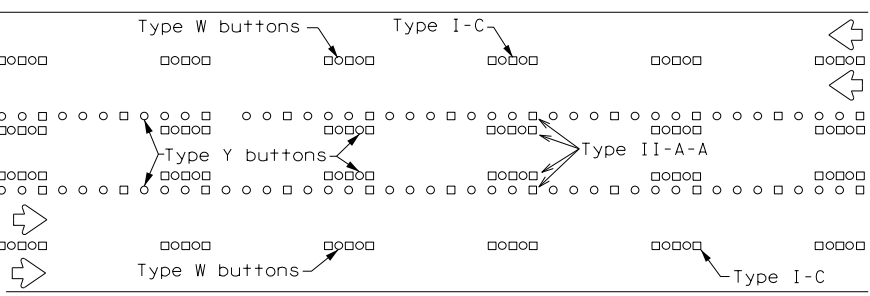 Type W buttons
Type I-C
Type Y buttons
Type II-A-A
Type W buttons
Type I-C